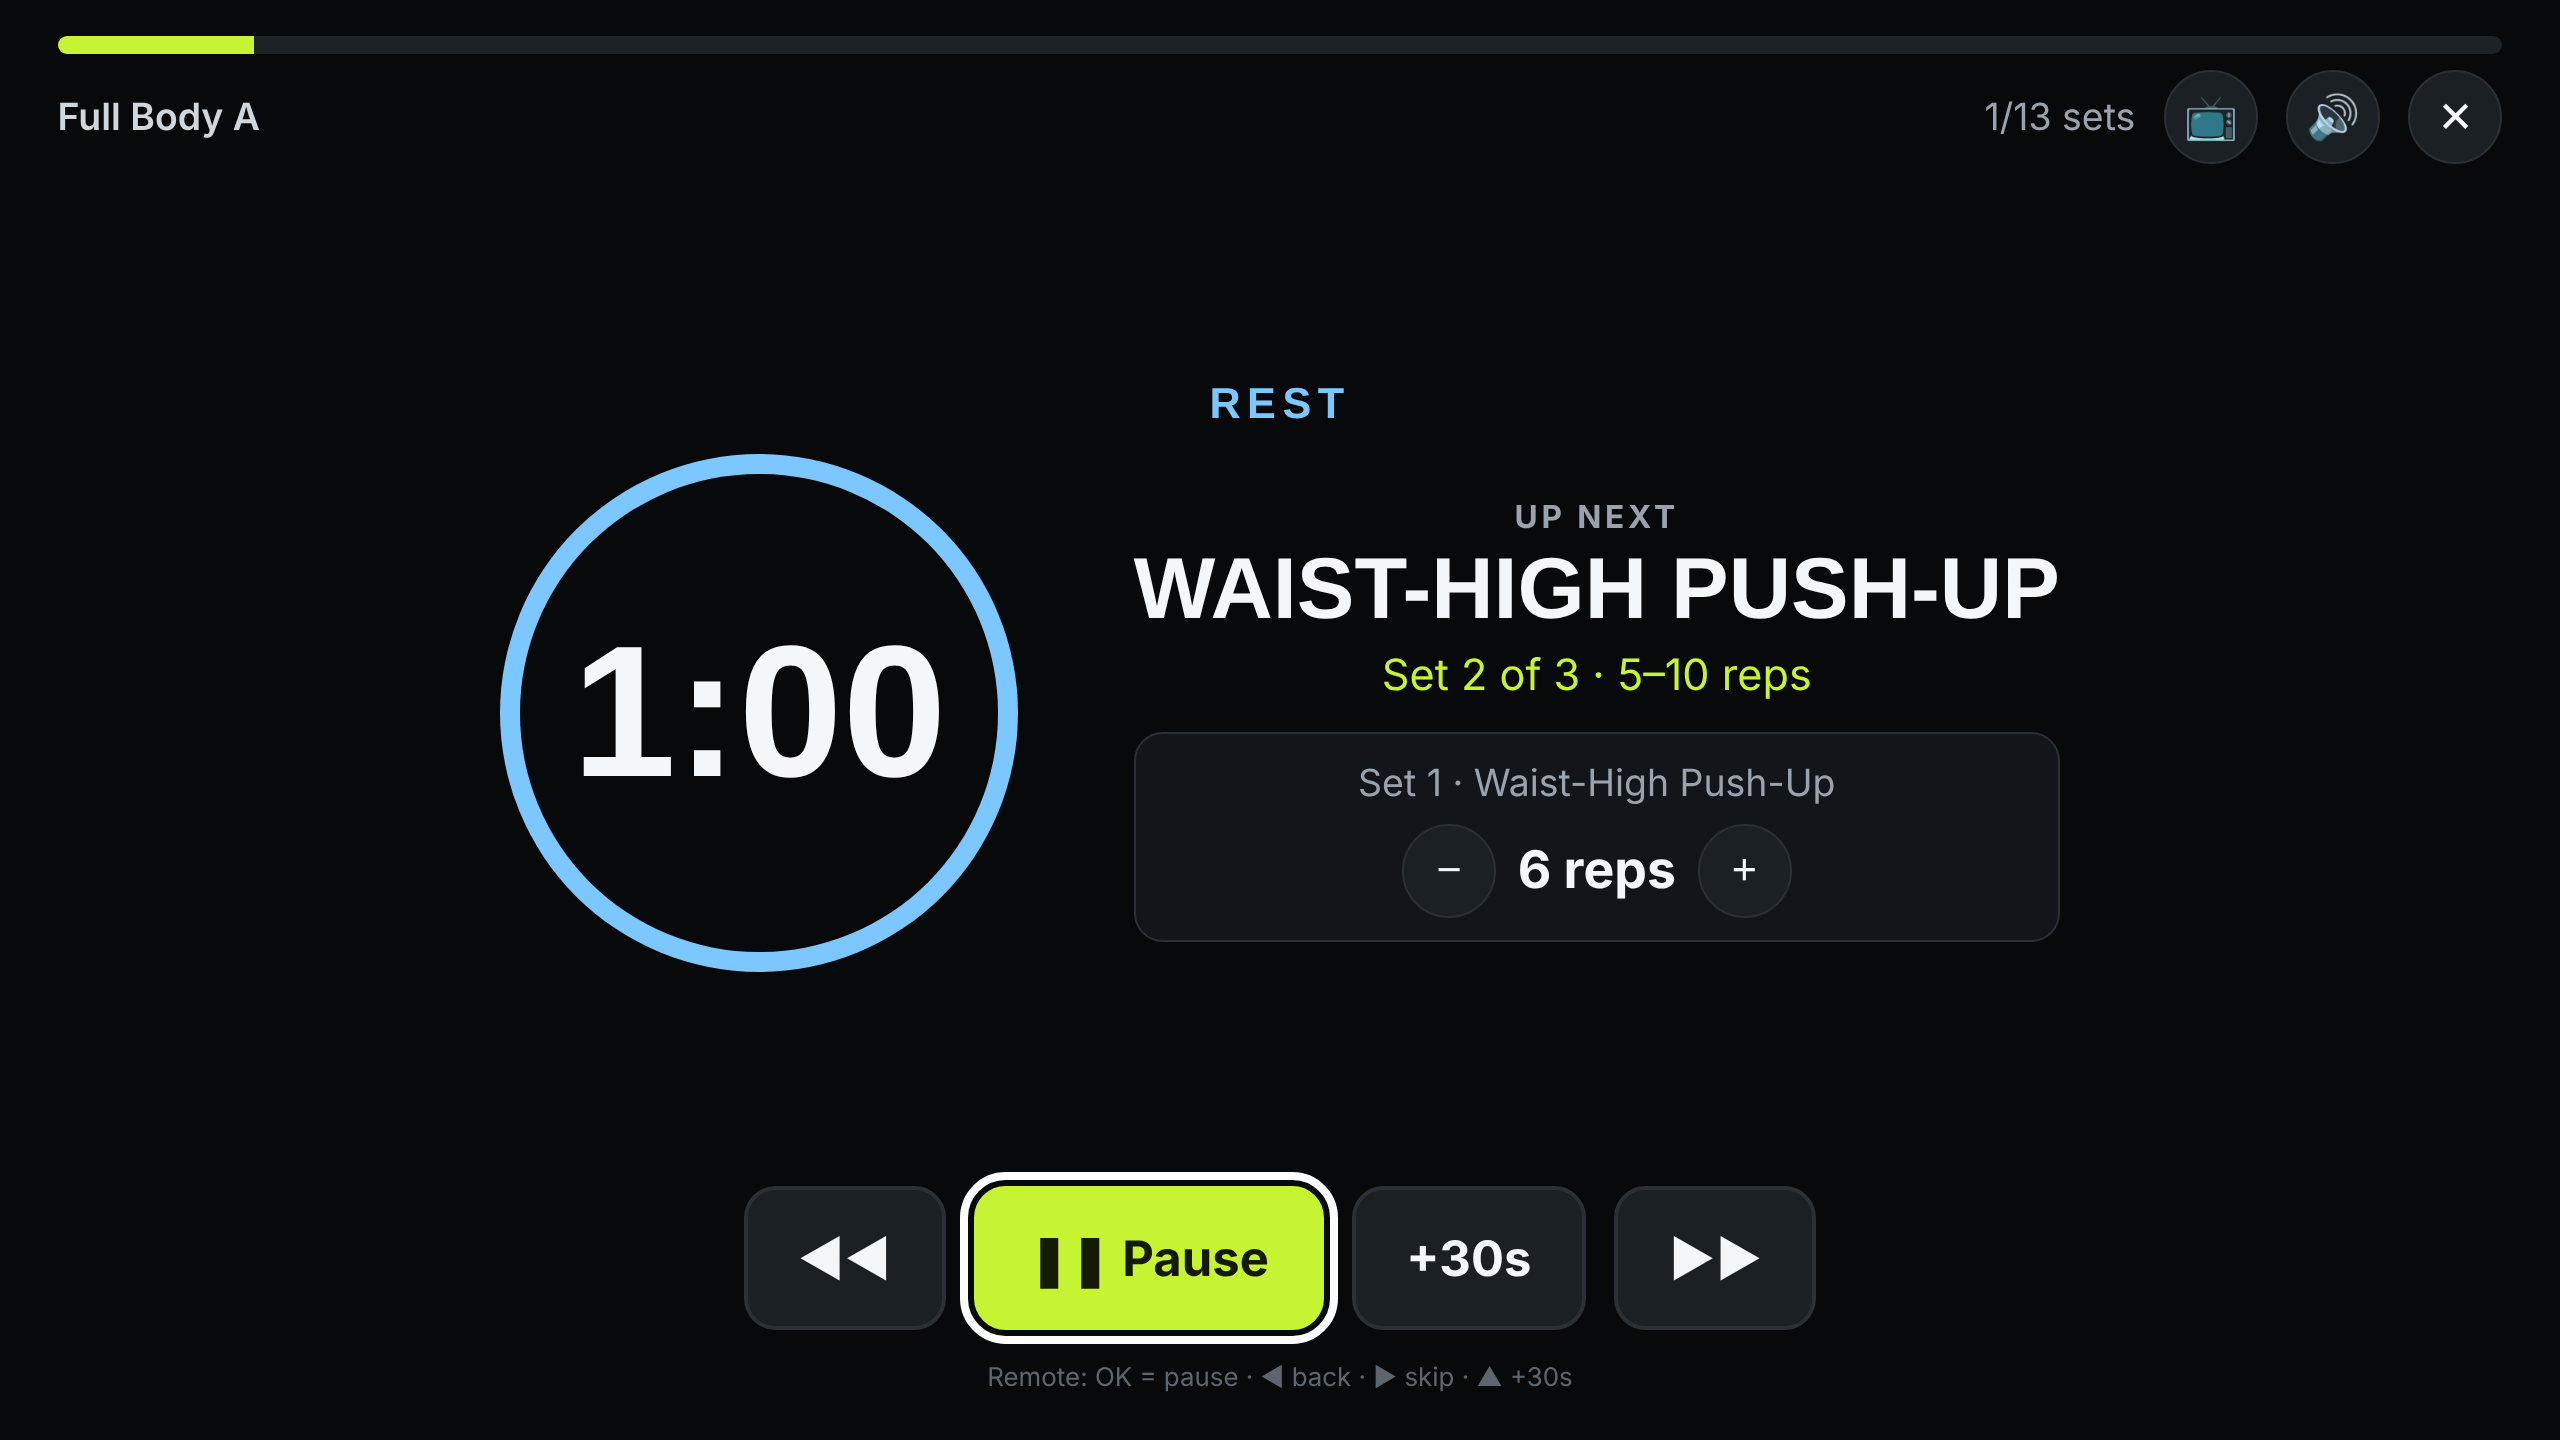 Full Body A
1/13 sets
REST
1:00
UP NEXT
WAIST-HIGH PUSH-UP
Set 2 of 3 · 5–10 reps
Set 1 · Waist-High Push-Up
− 6 reps +
Pause
+30s
Remote: OK = pause · ◀ back · ▶ skip · ▲ +30s